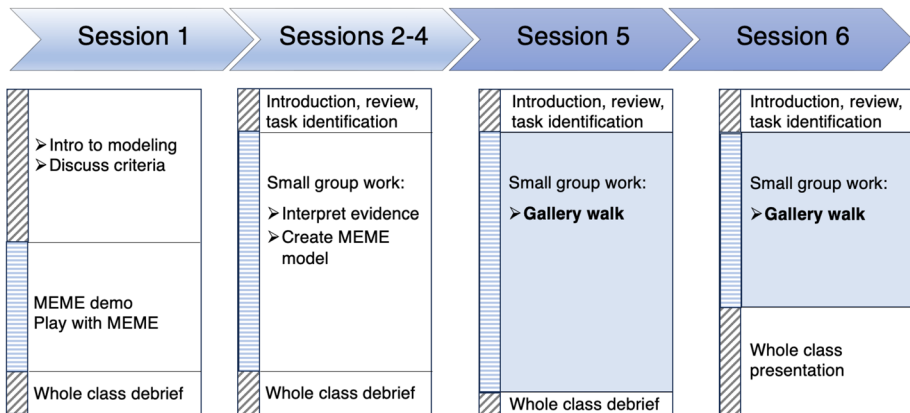 Session 1
Sessions 2-4
Session 5
Session 6
➢Intro to modeling
➢Discuss criteria
MEME demo
Play with MEME
Whole class debrief
Introduction, review,
task identification
Small group work:
➢Interpret evidence
➢Create MEME
model
Whole class debrief
Introduction, review,
task identification
Small group work:
➢Gallery walk
Whole class debrief
Introduction, review,
task identification
Small group work:
➢Gallery walk
Whole class
presentation